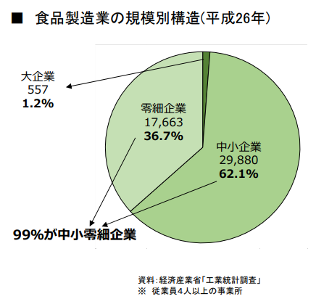 ■ 食品製造業の規模別構造(平成26年)
大企業
557
1.2%
零細企業
17,663
36.7%
中小企業
29,880
62.1%
99%が中小零細企業
資料：経済産業省「工業統計調査」
※ 従業員4人以上の事業所